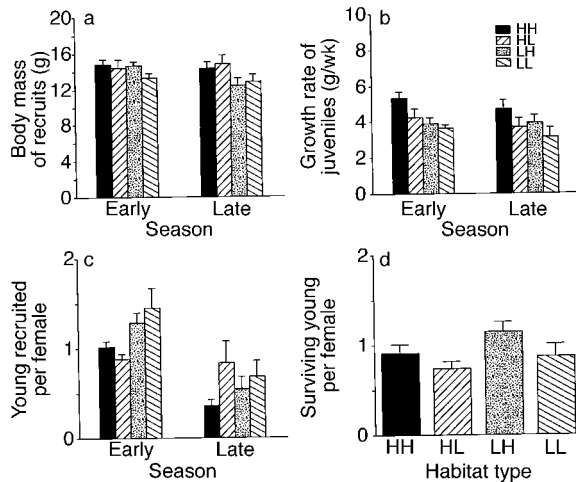 a
Body mass
of recruits (g)
20
16
12
8
4
0
Early
Late
Season
b
Growth rate of
juveniles (g/wk)
10
8
6
4
2
0
HH
HL
LH
LL
Early
Late
Season
c
Young recruited
per female
2
1
0
Early
Late
Season
d
Surviving young
per female
2
1
0
HH
HL
LH
LL
Habitat type